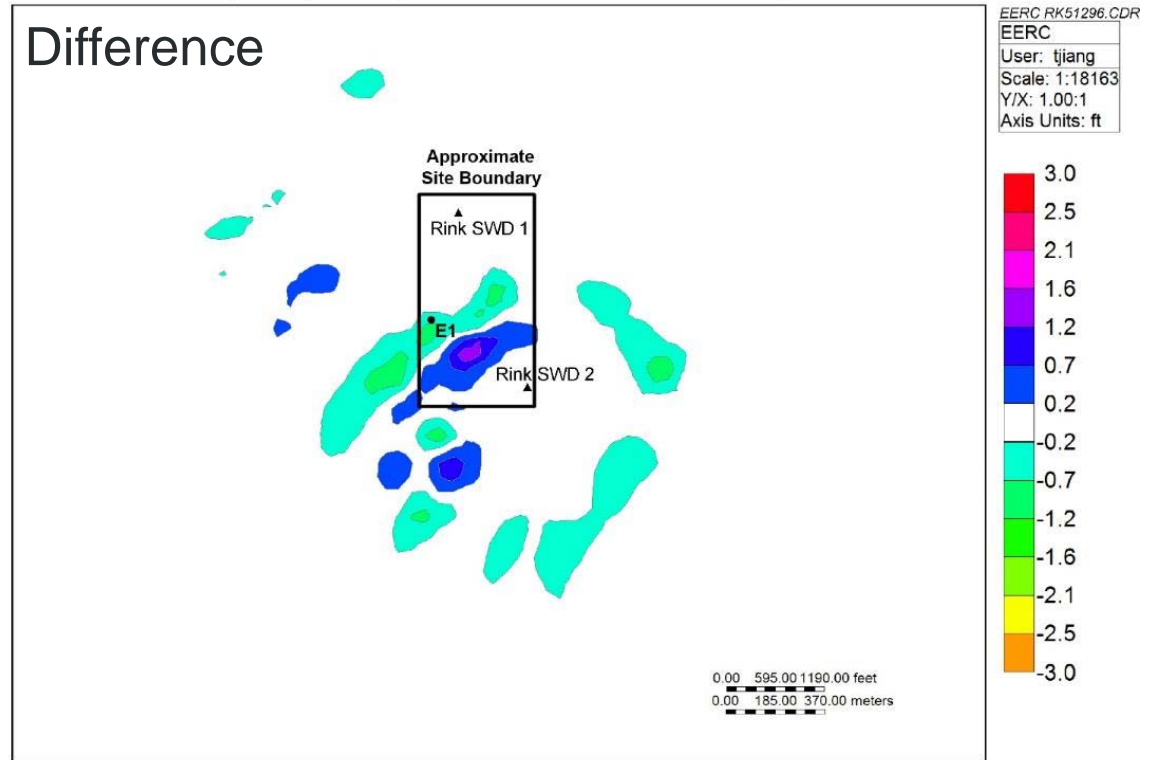 Difference
EERC RK51296.CDR
EERC
User: tjiang
Scale: 1:18163
Y/X: 1.00:1
Axis Units: ft
Approximate
Site Boundary
Rink SWD 1
E1
Rink SWD 2
3.0
2.5
2.1
1.6
1.2
0.7
0.2
-0.2
-0.7
-1.2
-1.6
-2.1
-2.5
-3.0
0.00 595.00 1190.00 feet
0.00 185.00 370.00 meters